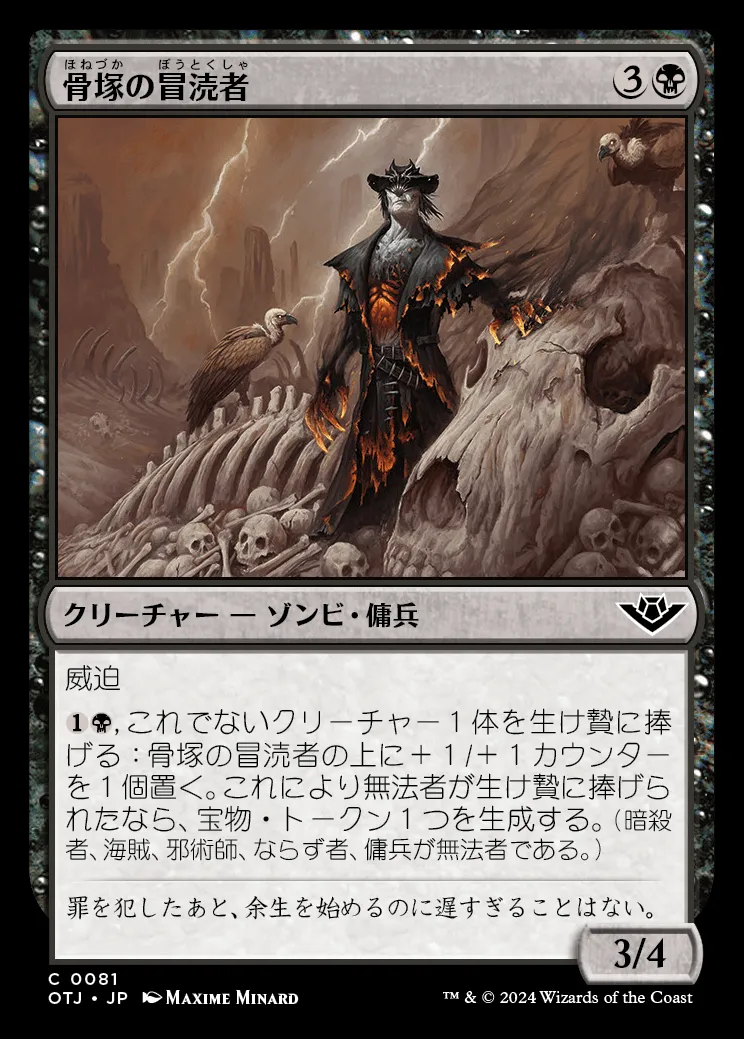 ほねづか ぼうとくしゃ
骨塚の冒涜者 3
クリーチャー — ゾンビ・傭兵
威迫
1, これでないクリーチャー1体を生け贄に捧
げる：骨塚の冒涜者の上に＋1/＋1カウンター
を1個置く。これにより無法者が生け贄に捧げら
れたなら、宝物・トークン1つを生成する。（暗殺
者、海賊、邪術師、ならず者、傭兵が無法者である。）
罪を犯したあと、余生を始めるのに遅すぎることはない。
3/4
C 0081
OTJ • JP Maxime Minard
™ & © 2024 Wizards of the Coast